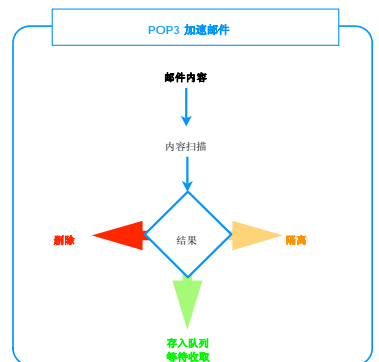 POP3 加速邮件
邮件内容
内容扫描
删除
结果
隔离
存入队列
等待收取